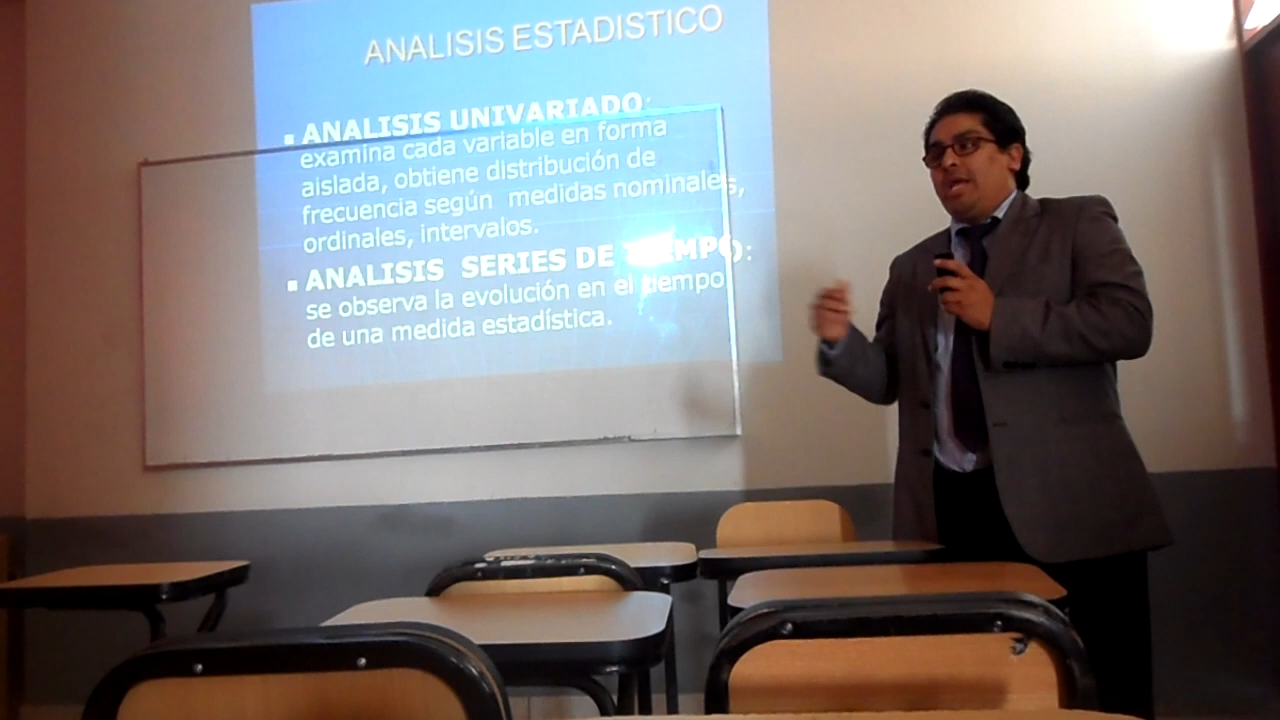 ANALISIS ESTADISTICO
▪ ANALISIS UNIVARIADO:
examina cada variable en forma
aislada, obtiene distribución de
frecuencia según medidas nominales,
ordinales, intervalos.
▪ ANALISIS SERIES DE TIEMPO:
se observa la evolución en el tiempo
de una medida estadística.